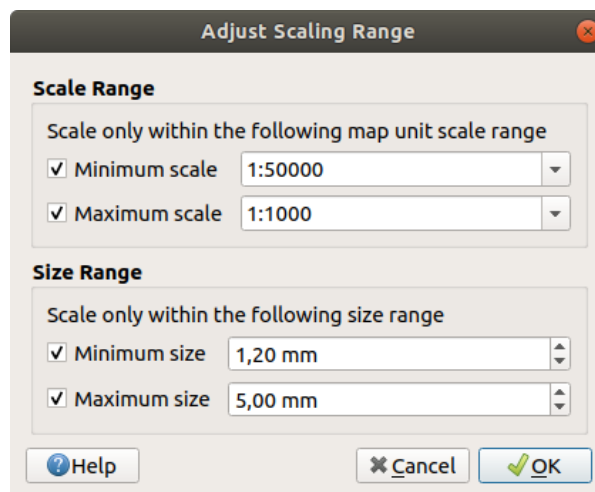 Adjust Scaling Range
Scale Range
Scale only within the following map unit scale range
Minimum scale 1:50000
Maximum scale 1:1000
Size Range
Scale only within the following size range
Minimum size 1,20 mm
Maximum size 5,00 mm
Help Cancel OK